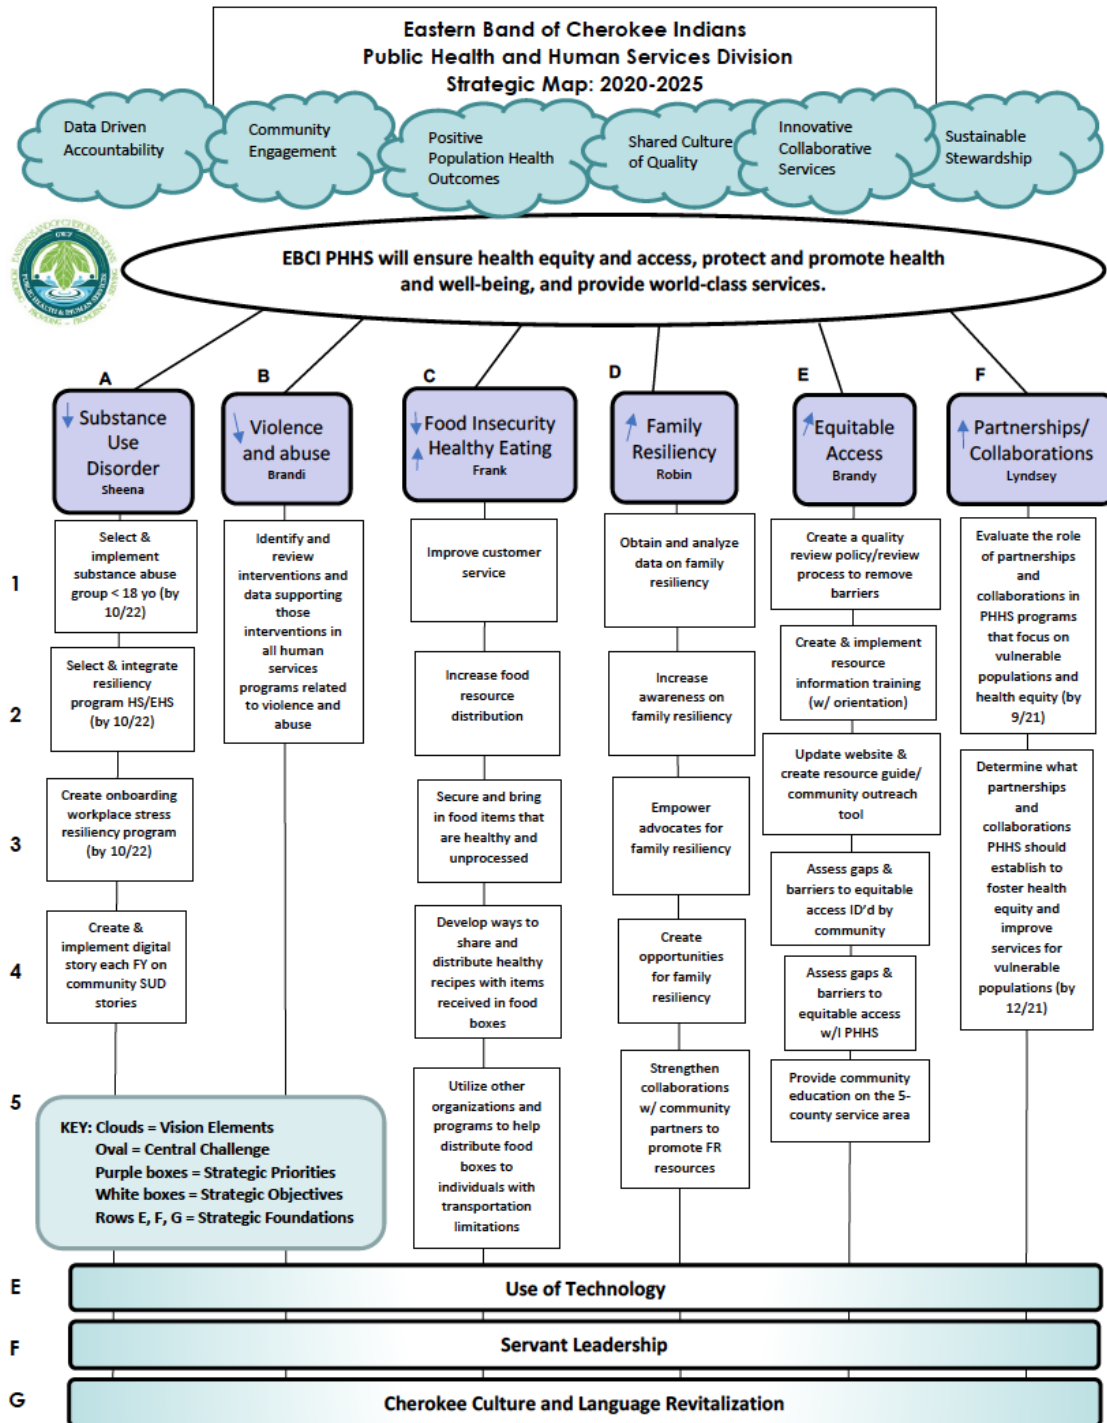 Eastern Band of Cherokee Indians
Public Health and Human Services Division
Strategic Map: 2020-2025
Data Driven
Accountability
Community
Engagement
Positive
Population Health
Outcomes
Shared Culture
of Quality
Innovative
Collaborative
Services
Sustainable
Stewardship
EBCI PHHS will ensure health equity and access, protect and promote health
and well-being, and provide world-class services.
A
Substance
Use
Disorder
Sheena
B
Violence
and abuse
Brandi
C
Food Insecurity
Healthy Eating
Frank
D
Family
Resiliency
Robin
E
Equitable
Access
Brandy
F
Partnerships/
Collaborations
Lyndsey
1
2
3
4
5
Select &
implement
substance abuse
group < 18 yo (by
10/22)
Select & integrate
resiliency
program HS/EHS
(by 10/22)
Create onboarding
workplace stress
resiliency program
(by 10/22)
Create &
implement digital
story each FY on
community SUD
stories
Identify and
review
interventions and
data supporting
those
interventions in
all human
services
programs related
to violence and
abuse
Improve customer
service
Increase food
resource
distribution
Secure and bring
in food items that
are healthy and
unprocessed
Develop ways to
share and
distribute healthy
recipes with items
received in food
boxes
Utilize other
organizations and
programs to help
distribute food
boxes to
individuals with
transportation
limitations
Obtain and analyze
data on family
resiliency
Increase
awareness on
family resiliency
Empower
advocates for
family resiliency
Create
opportunities
for family
resiliency
Strengthen
collaborations
w/ community
partners to
promote FR
resources
Create a quality
review policy/review
process to remove
barriers
Create & implement
resource
information training
(w/ orientation)
Update website &
create resource guide/
community outreach
tool
Assess gaps &
barriers to equitable
access ID'd by
community
Assess gaps &
barriers to
equitable access
w/I PHHS
Provide community
education on the 5-
county service area
Evaluate the role
of partnerships
and
collaborations in
PHHS programs
that focus on
vulnerable
populations and
health equity (by
9/21)
Determine what
partnerships
and
collaborations
PHHS should
establish to
foster health
equity and
improve
services for
vulnerable
populations (by
12/21)
KEY: Clouds = Vision Elements
Oval = Central Challenge
Purple boxes = Strategic Priorities
White boxes = Strategic Objectives
Rows E, F, G = Strategic Foundations
E
Use of Technology
F
Servant Leadership
G
Cherokee Culture and Language Revitalization